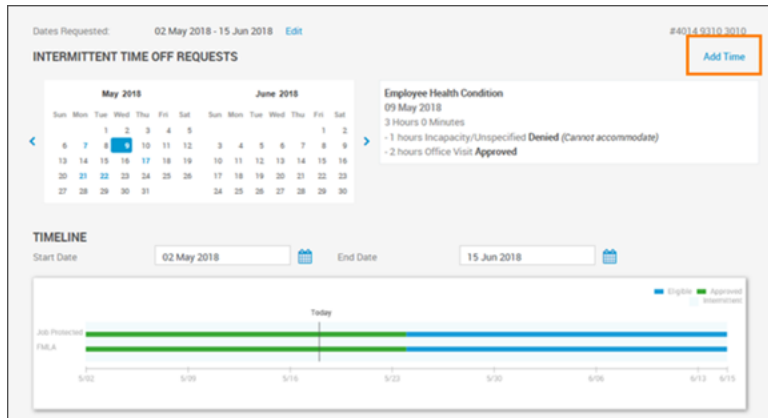 Dates Requested: 02 May 2018 - 15 Jun 2018 Edit #4014 9310 3010
INTERMITTENT TIME OFF REQUESTS Add Time
May 2018 June 2018
Sun Mon Tue Wed Thu Fri Sat Sun Mon Tue Wed Thu Fri Sat
1 2 3 4 5 1 2
6 7 8 9 10 11 12 3 4 5 6 7 8 9
13 14 15 16 17 18 19 10 11 12 13 14 15 16
20 21 22 23 24 25 26 17 18 19 20 21 22 23
27 28 29 30 31 24 25 26 27 28 29 30
Employee Health Condition
09 May 2018
3 Hours 0 Minutes
- 1 hours Incapacity/Unspecified Denied (Cannot accommodate)
- 2 hours Office Visit Approved
TIMELINE
Start Date 02 May 2018 End Date 15 Jun 2018
Eligible Approved
Intermittent
Today
Job Protected
FMLA
5/02 5/09 5/16 5/23 5/30 6/06 6/13 6/15